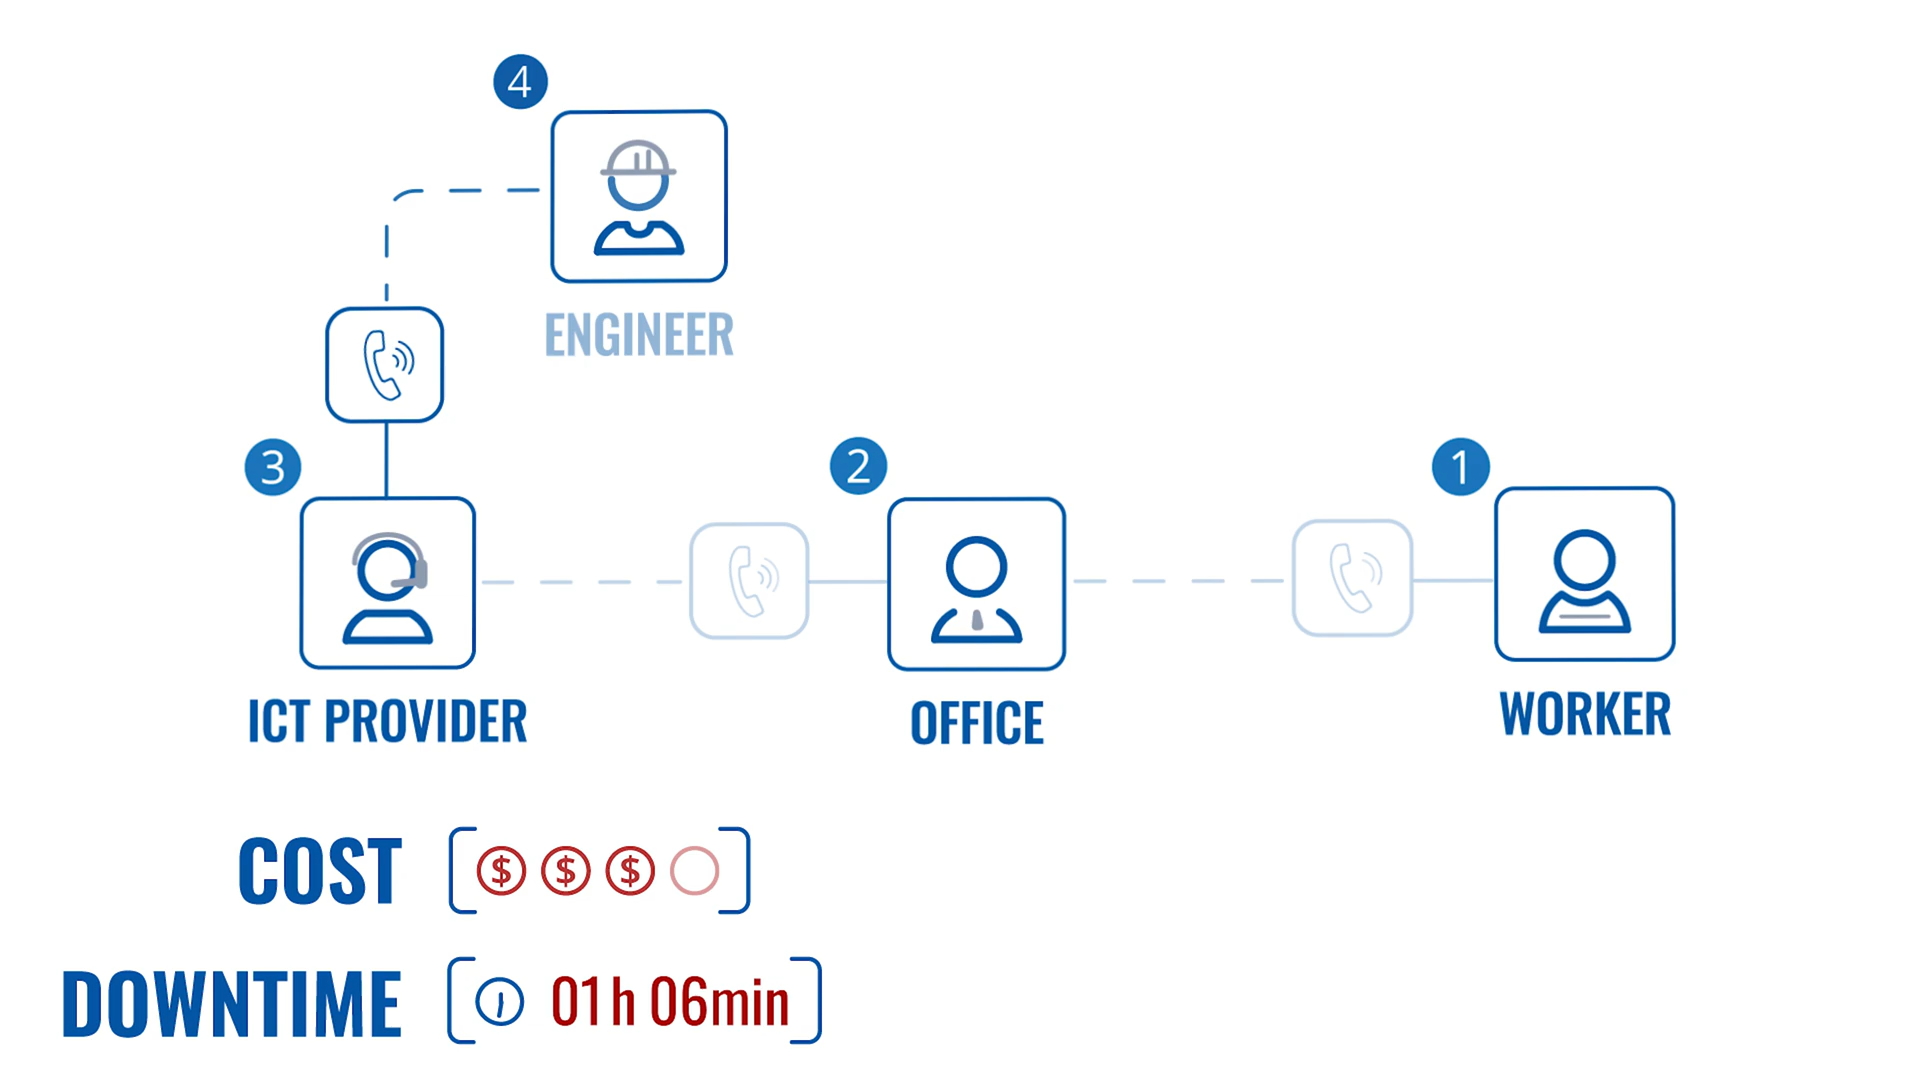 4
ENGINEER
3
2
1
ICT PROVIDER
OFFICE
WORKER
COST [$ $ $ ]
DOWNTIME [01h 06min]